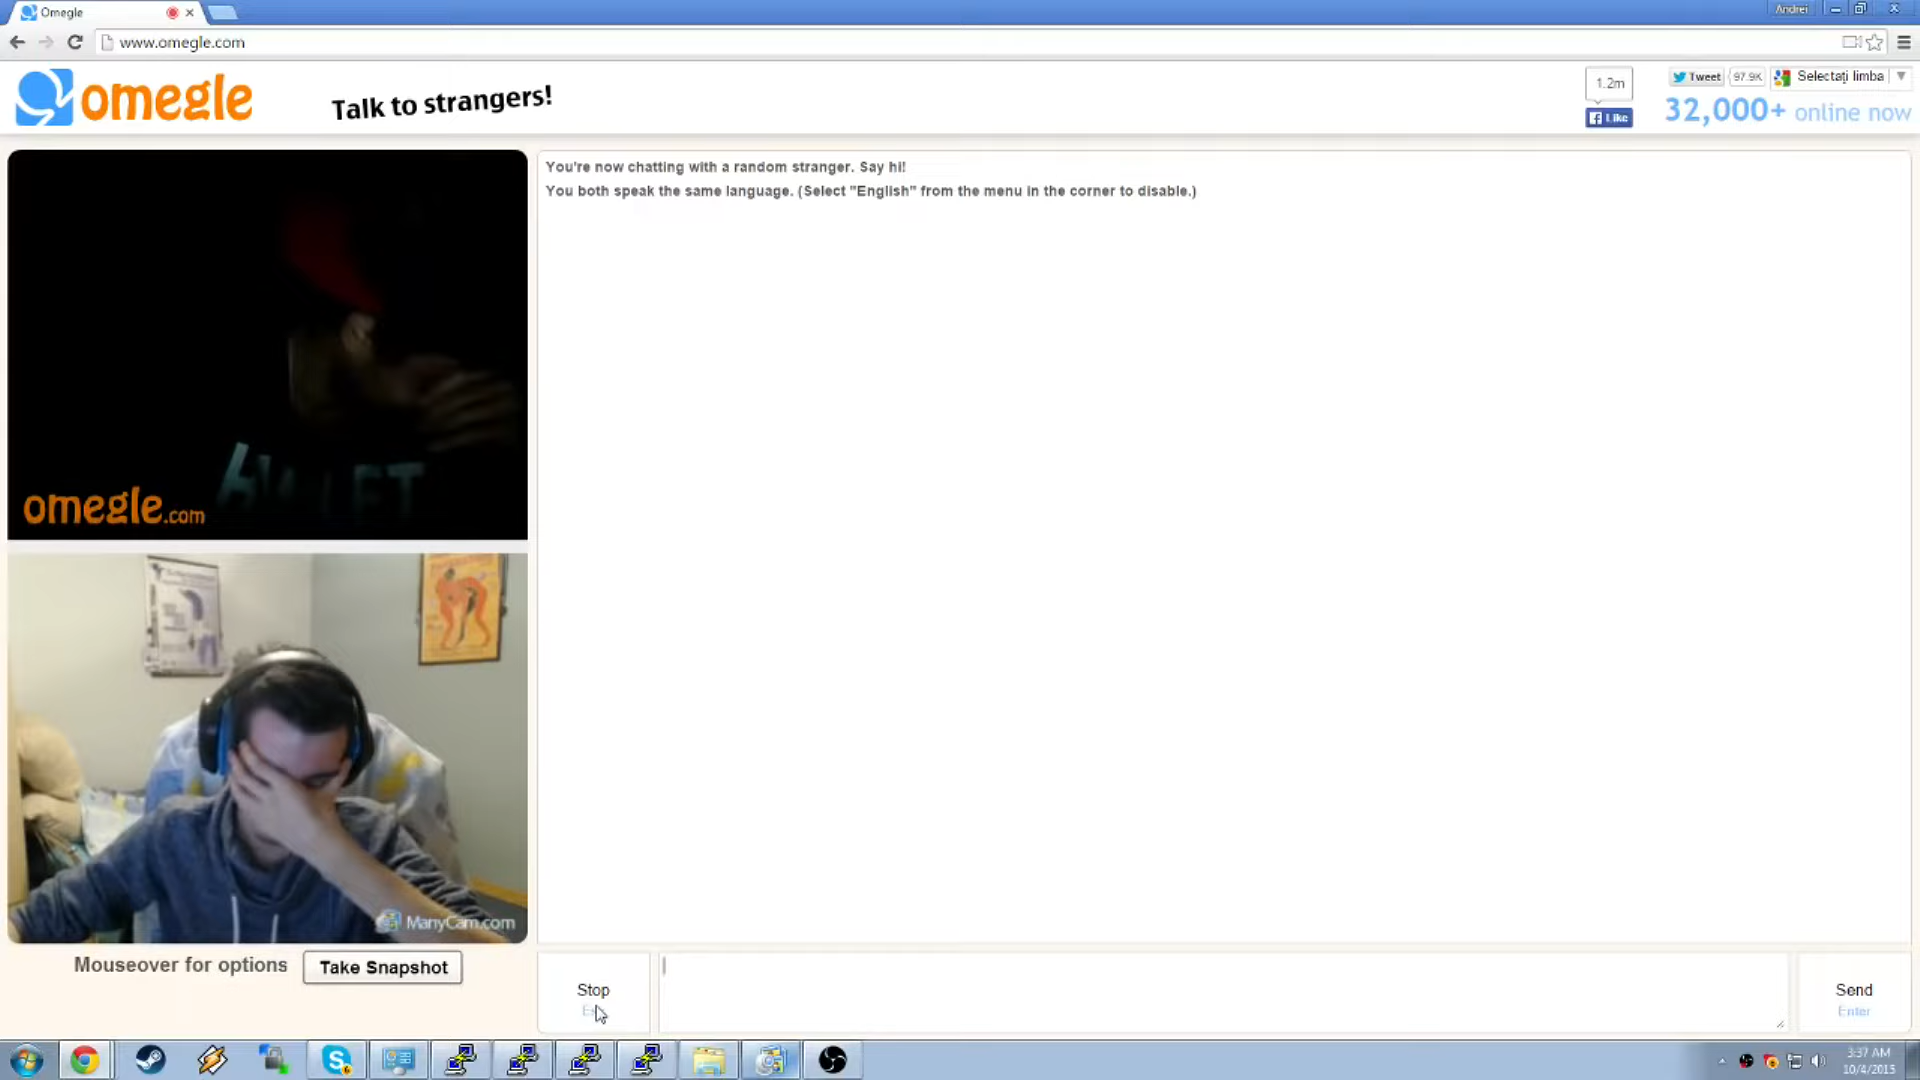 Omegle
Andrei
www.omegle.com
omegle
Talk to strangers!
1.2m
Like
Tweet
97.9K
Selectați limba
32,000+ online now
You're now chatting with a random stranger. Say hi!
You both speak the same language. (Select "English" from the menu in the corner to disable.)
omegle.com
ManyCam.com
Mouseover for options
Take Snapshot
Stop
Send
Enter
3:37 AM
10/4/2015